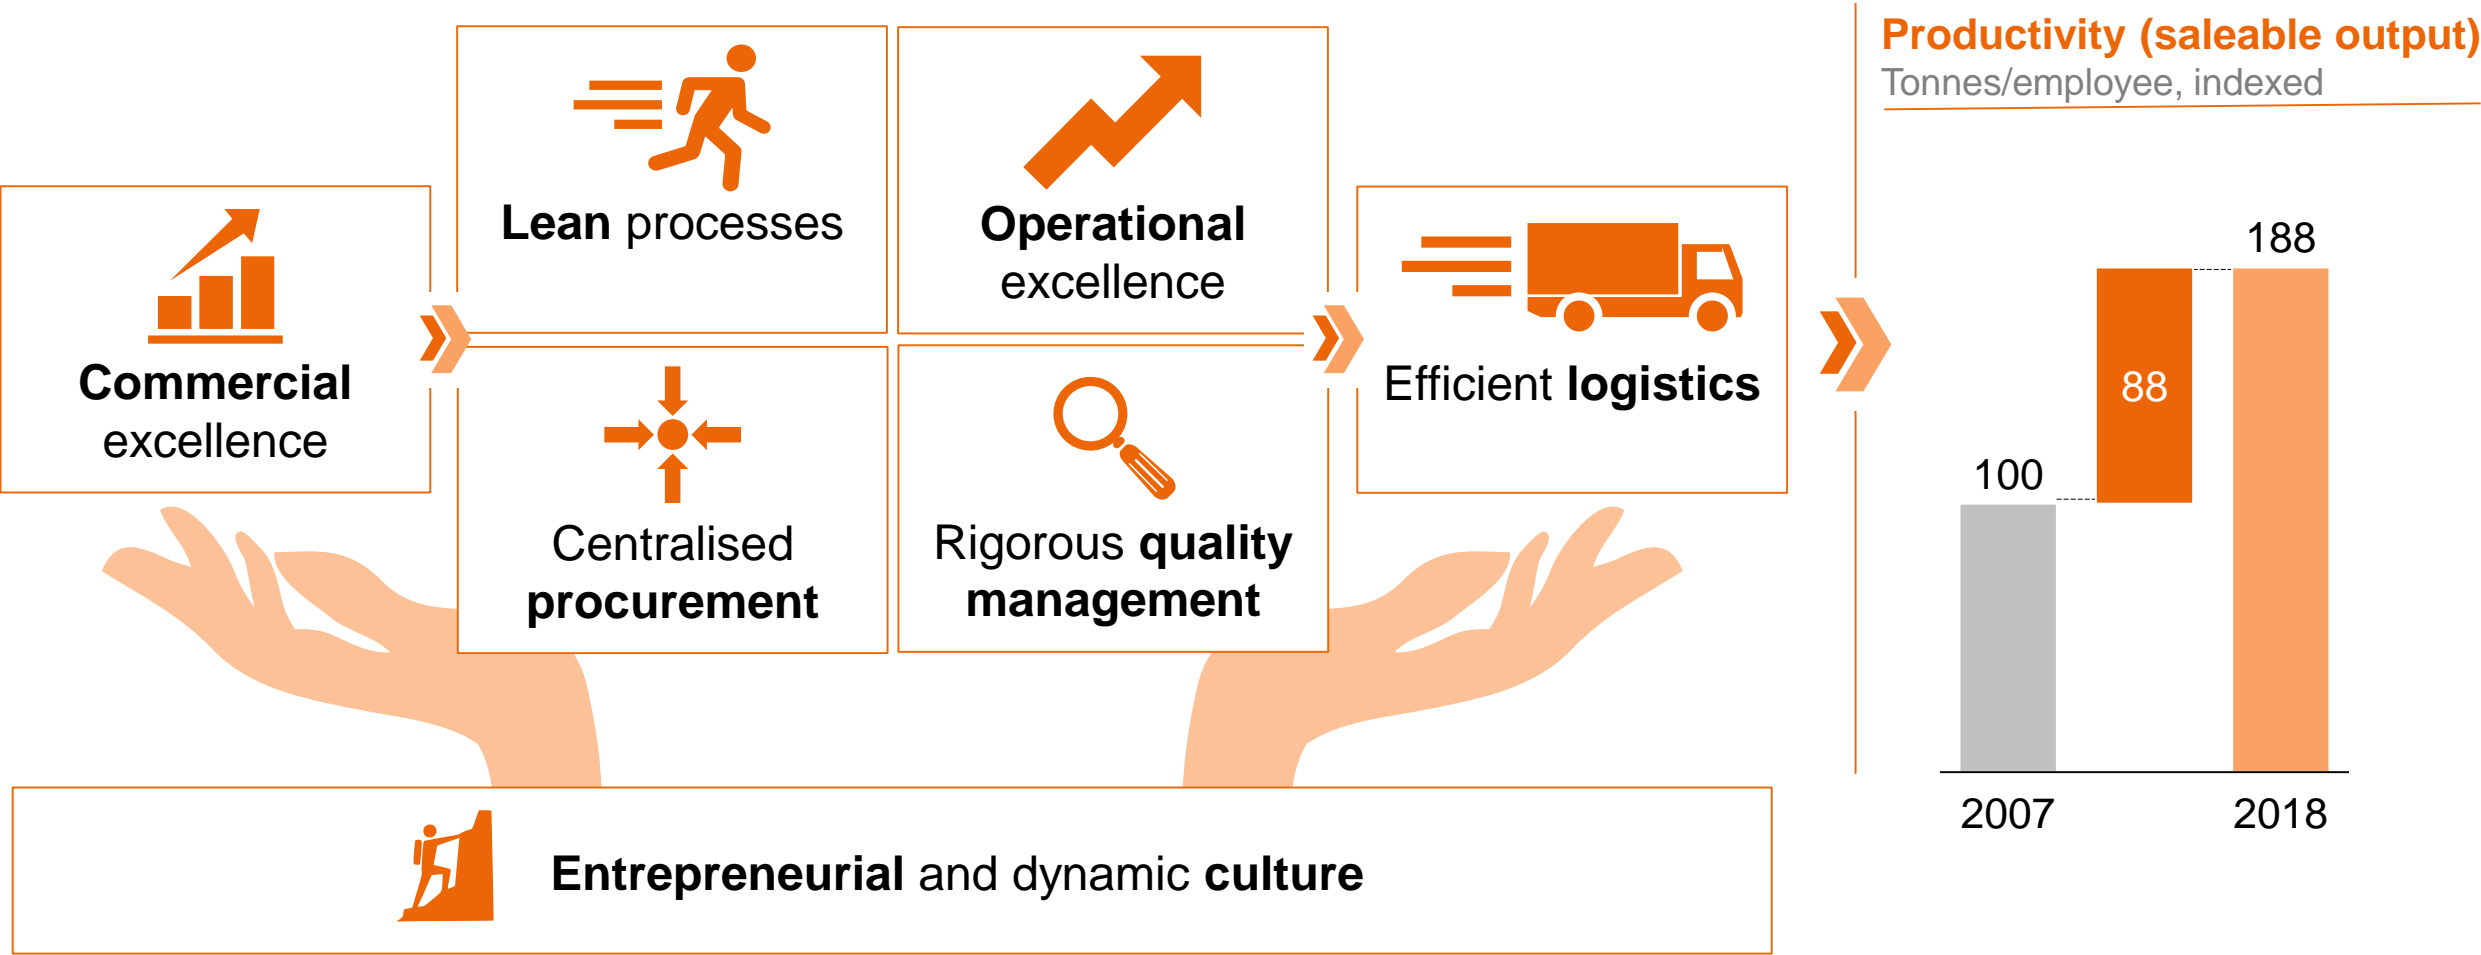 Commercial
excellence
Lean processes
Operational
excellence
Centralised
procurement
Rigorous quality
management
Efficient logistics
Entrepreneurial and dynamic culture
Productivity (saleable output)
Tonnes/employee, indexed
100
88
188
2007
2018